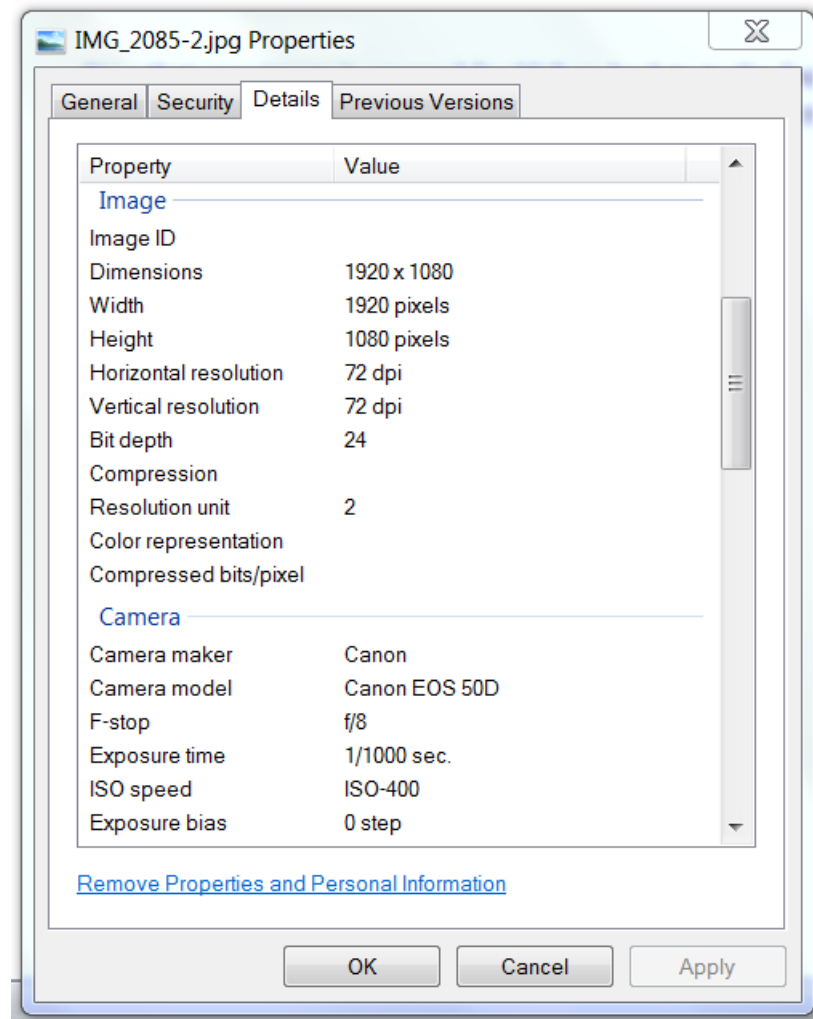 IMG_2085-2.jpg Properties
General Security Details Previous Versions
Property Value
Image
Image ID
Dimensions 1920 x 1080
Width 1920 pixels
Height 1080 pixels
Horizontal resolution 72 dpi
Vertical resolution 72 dpi
Bit depth 24
Compression
Resolution unit 2
Color representation
Compressed bits/pixel
Camera
Camera maker Canon
Camera model Canon EOS 50D
F-stop f/8
Exposure time 1/1000 sec.
ISO speed ISO-400
Exposure bias 0 step
Remove Properties and Personal Information
OK Cancel Apply